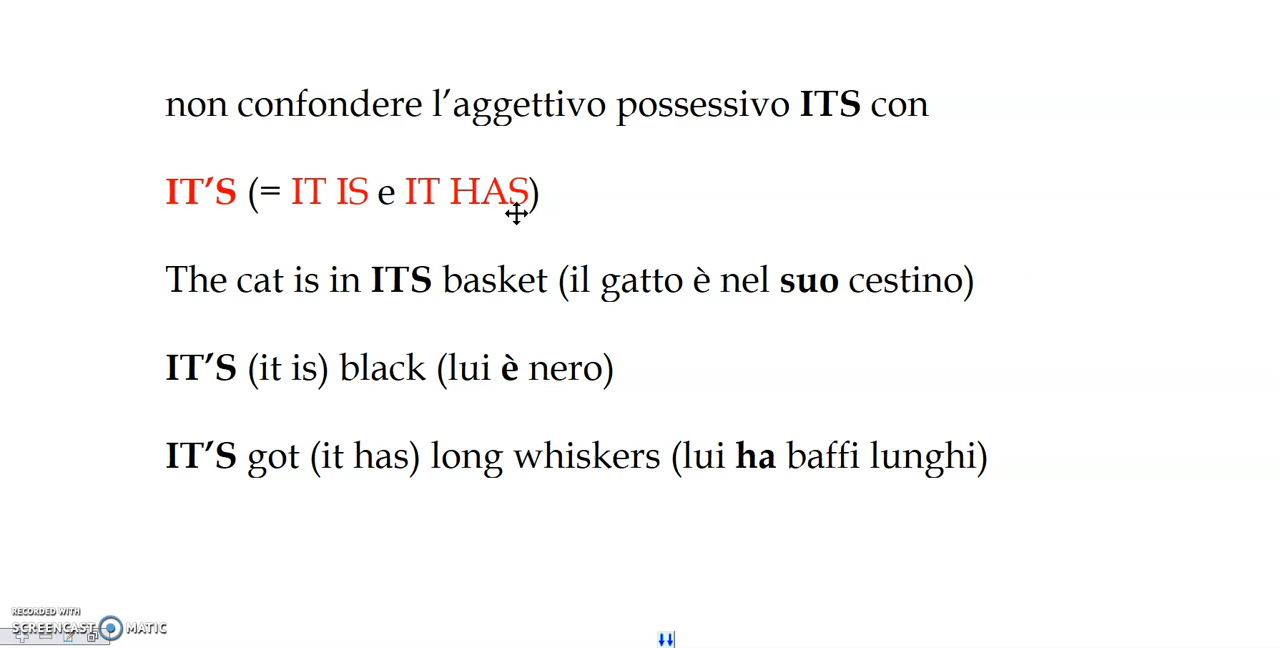 non confondere l’aggettivo possessivo ITS con
IT’S (= IT IS e IT HAS)
The cat is in ITS basket (il gatto è nel suo cestino)
IT’S (it is) black (lui è nero)
IT’S got (it has) long whiskers (lui ha baffi lunghi)
RECORDED WITH
SCREENCAST MATIC